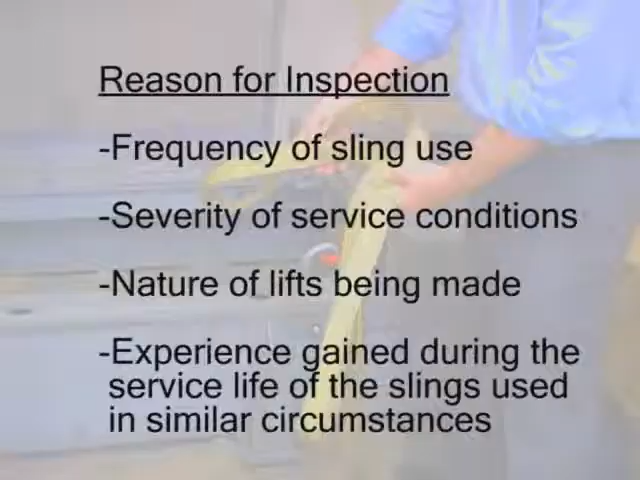 Reason for Inspection
-Frequency of sling use
-Severity of service conditions
-Nature of lifts being made
-Experience gained during the
service life of the slings used
in similar circumstances